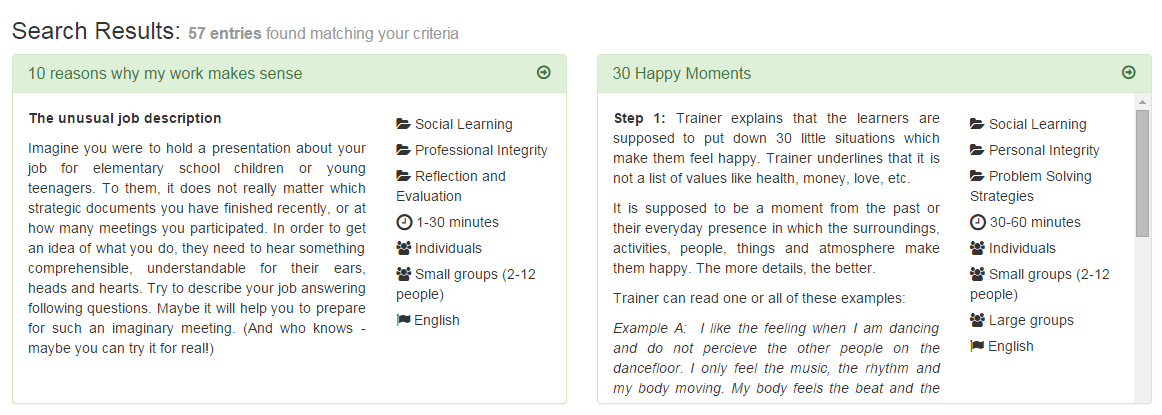 Search Results: 57 entries found matching your criteria
10 reasons why my work makes sense
The unusual job description
Imagine you were to hold a presentation about your
job for elementary school children or young
teenagers. To them, it does not really matter which
strategic documents you have finished recently, or at
how many meetings you participated. In order to get
an idea of what you do, they need to hear something
comprehensible, understandable for their ears,
heads and hearts. Try to describe your job answering
following questions. Maybe it will help you to prepare
for such an imaginary meeting. (And who knows -
maybe you can try it for real!)
Social Learning
Professional Integrity
Reflection and
Evaluation
1-30 minutes
Individuals
Small groups (2-12
people)
English
30 Happy Moments
Step 1: Trainer explains that the learners are
supposed to put down 30 little situations which
make them feel happy. Trainer underlines that it is
not a list of values like health, money, love, etc.
It is supposed to be a moment from the past or
their everyday presence in which the surroundings,
activities, people, things and atmosphere make
them happy. The more details, the better.
Trainer can read one or all of these examples:
Example A: I like the feeling when I am dancing
and do not percieve the other people on the
dancefloor. I only feel the music, the rhythm and
my body moving. My body feels the beat and the
Social Learning
Personal Integrity
Problem Solving
Strategies
30-60 minutes
Individuals
Small groups (2-12
people)
Large groups
English